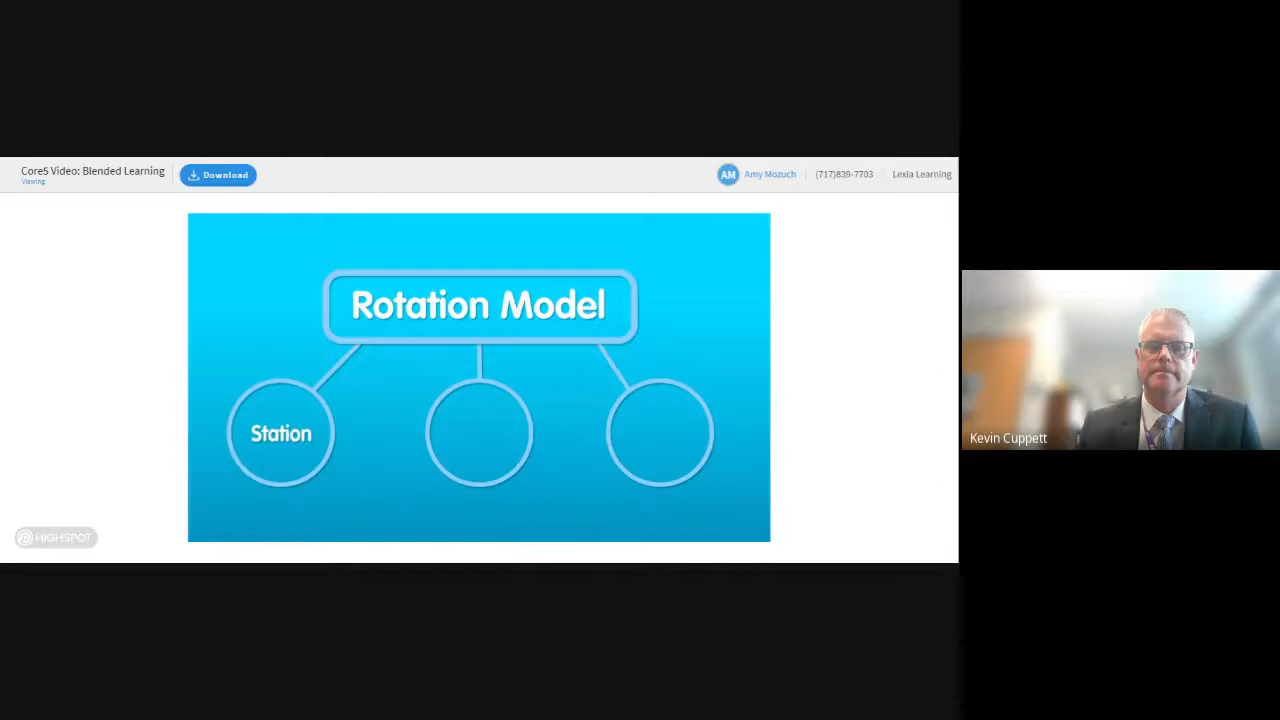 Core5 Video: Blended Learning
Viewing
Download
AM
Amy Mozuch
(717)839-7703
Lexia Learning
Rotation Model
Station
HIGHSPOT
Kevin Cuppett